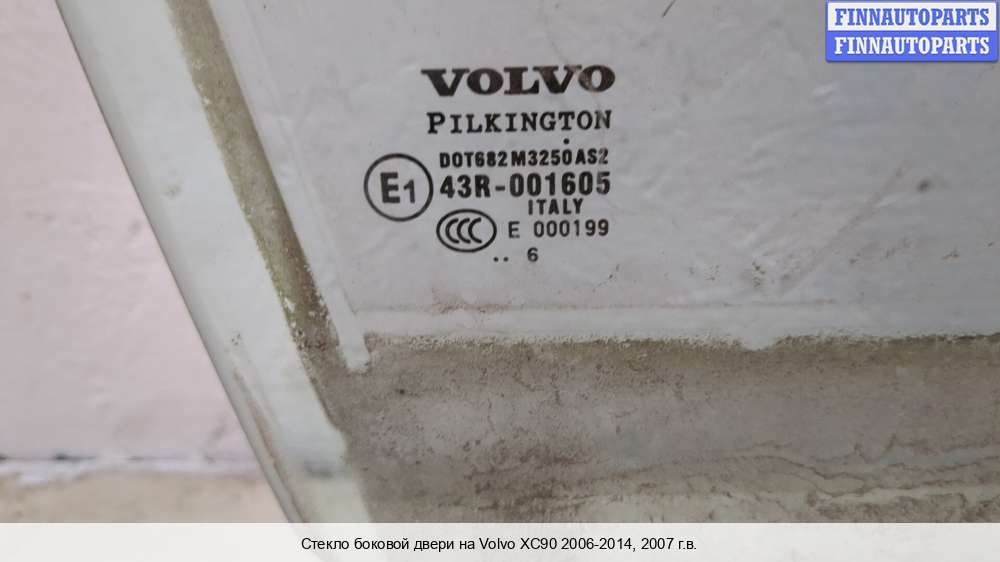 FINNAUTOPARTS
FINNAUTOPARTS
VOLVO
PILKINGTON
DOT682 M3250 AS2
E1 43R-001605
ITALY
CCC E 000199
.. 6
Стекло боковой двери на Volvo XC90 2006-2014, 2007 г.в.